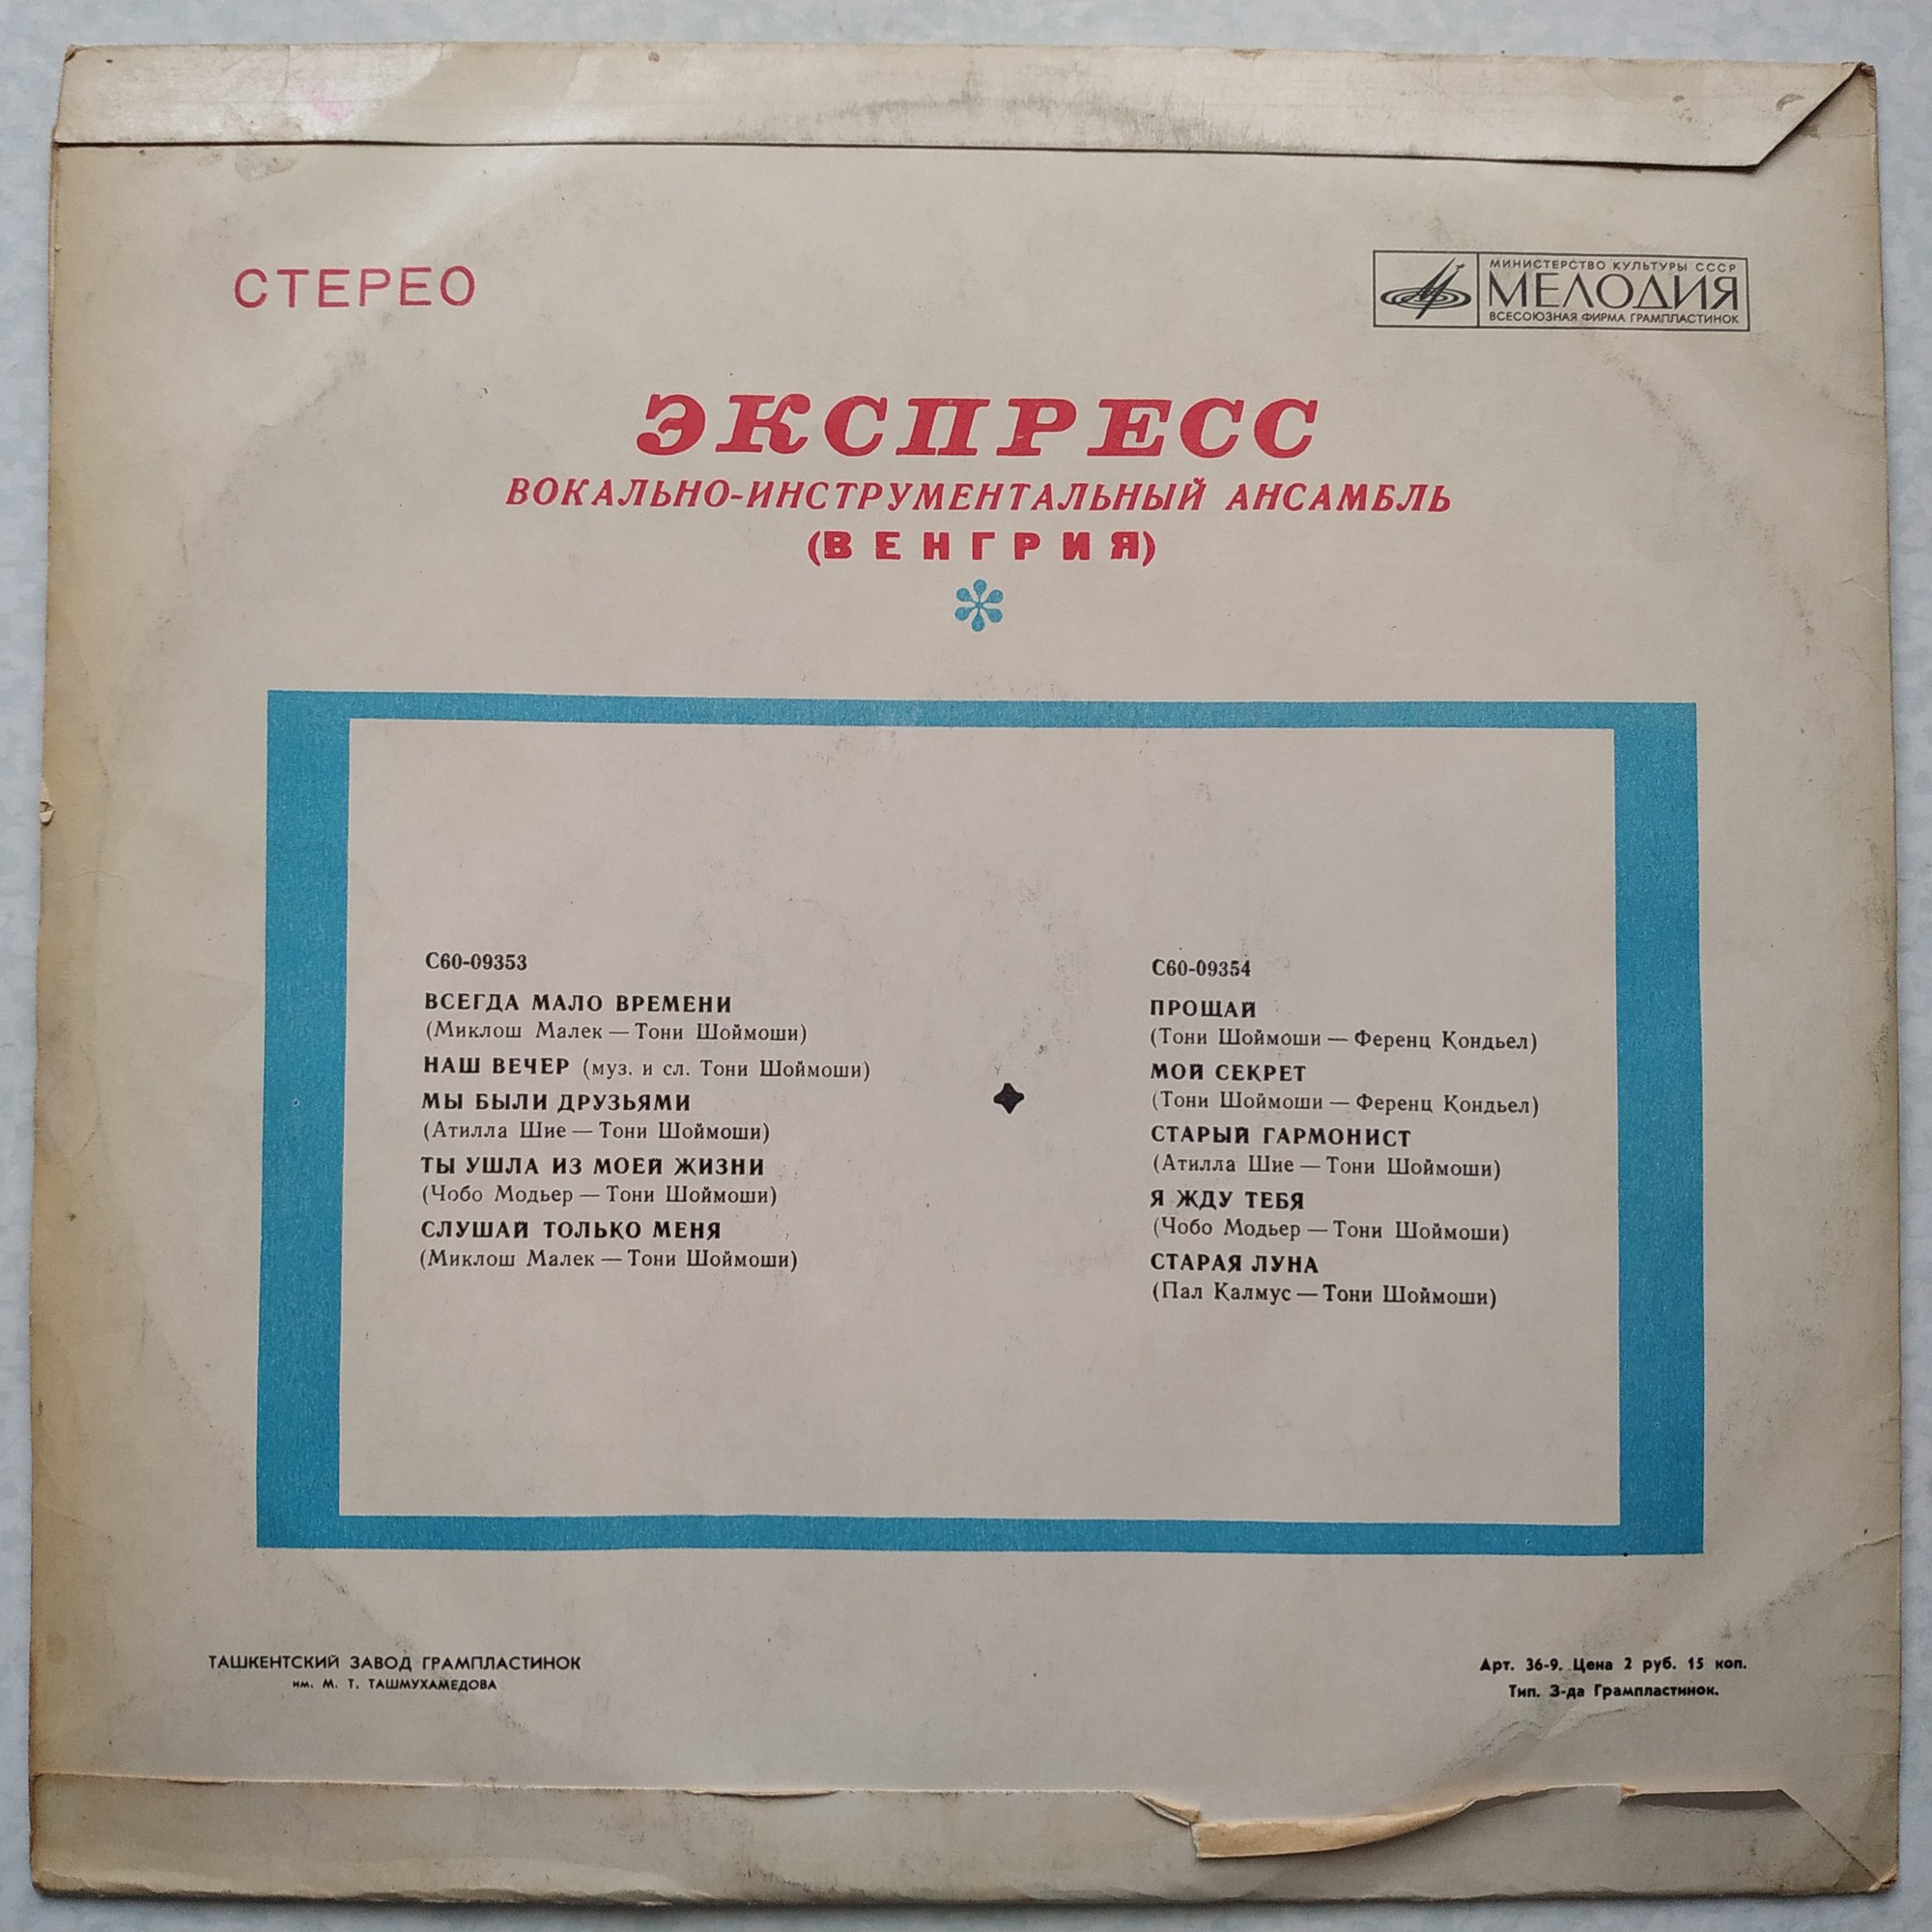 СТЕРЕО
МИНИСТЕРСТВО КУЛЬТУРЫ СССР
МЕЛОДИЯ
ВСЕСОЮЗНАЯ ФИРМА ГРАМПЛАСТИНОК
ЭКСПРЕСС
ВОКАЛЬНО-ИНСТРУМЕНТАЛЬНЫЙ АНСАМБЛЬ
(ВЕНГРИЯ)
С60-09353
ВСЕГДА МАЛО ВРЕМЕНИ
(Миклош Малек — Тони Шоймоши)
НАШ ВЕЧЕР (муз. и сл. Тони Шоймоши)
МЫ БЫЛИ ДРУЗЬЯМИ
(Атилла Шие — Тони Шоймоши)
ТЫ УШЛА ИЗ МОЕЙ ЖИЗНИ
(Чобо Модьер — Тони Шоймоши)
СЛУШАЙ ТОЛЬКО МЕНЯ
(Миклош Малек — Тони Шоймоши)
С60-09354
ПРОЩАЙ
(Тони Шоймоши — Ференц Кондьел)
МОЙ СЕКРЕТ
(Тони Шоймоши — Ференц Кондьел)
СТАРЫЙ ГАРМОНИСТ
(Атилла Шие — Тони Шоймоши)
Я ЖДУ ТЕБЯ
(Чобо Модьер — Тони Шоймоши)
СТАРАЯ ЛУНА
(Пал Калмус — Тони Шоймоши)
ТАШКЕНТСКИЙ ЗАВОД ГРАМПЛАСТИНОК
им. М. Т. ТАШМУХАМЕДОВА
Арт. 36-9. Цена 2 руб. 15 коп.
Тип. З-да Грампластинок.